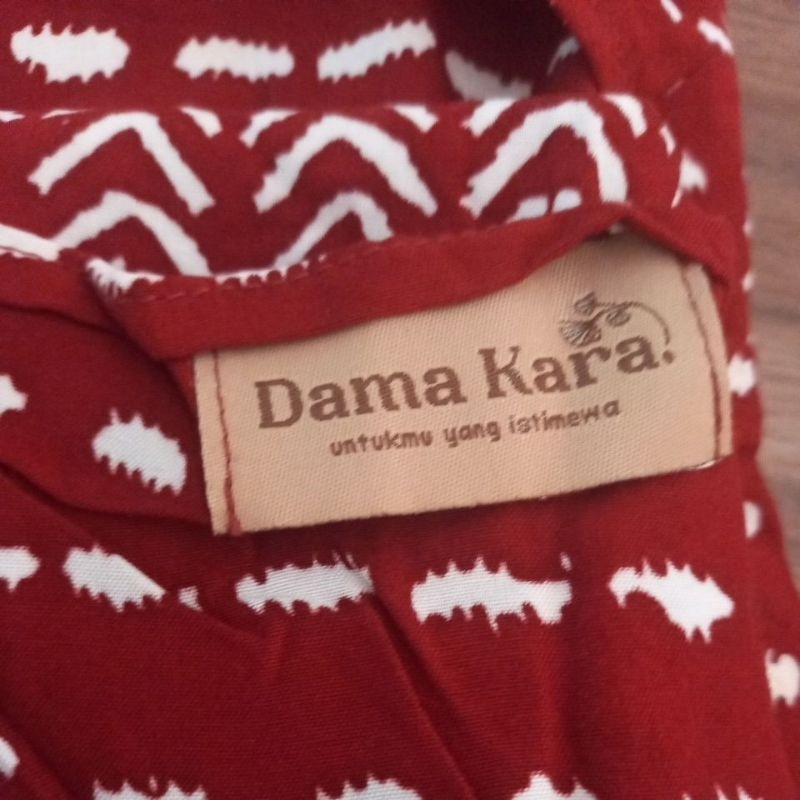 Dama Kara.
untukmu yang istimewa